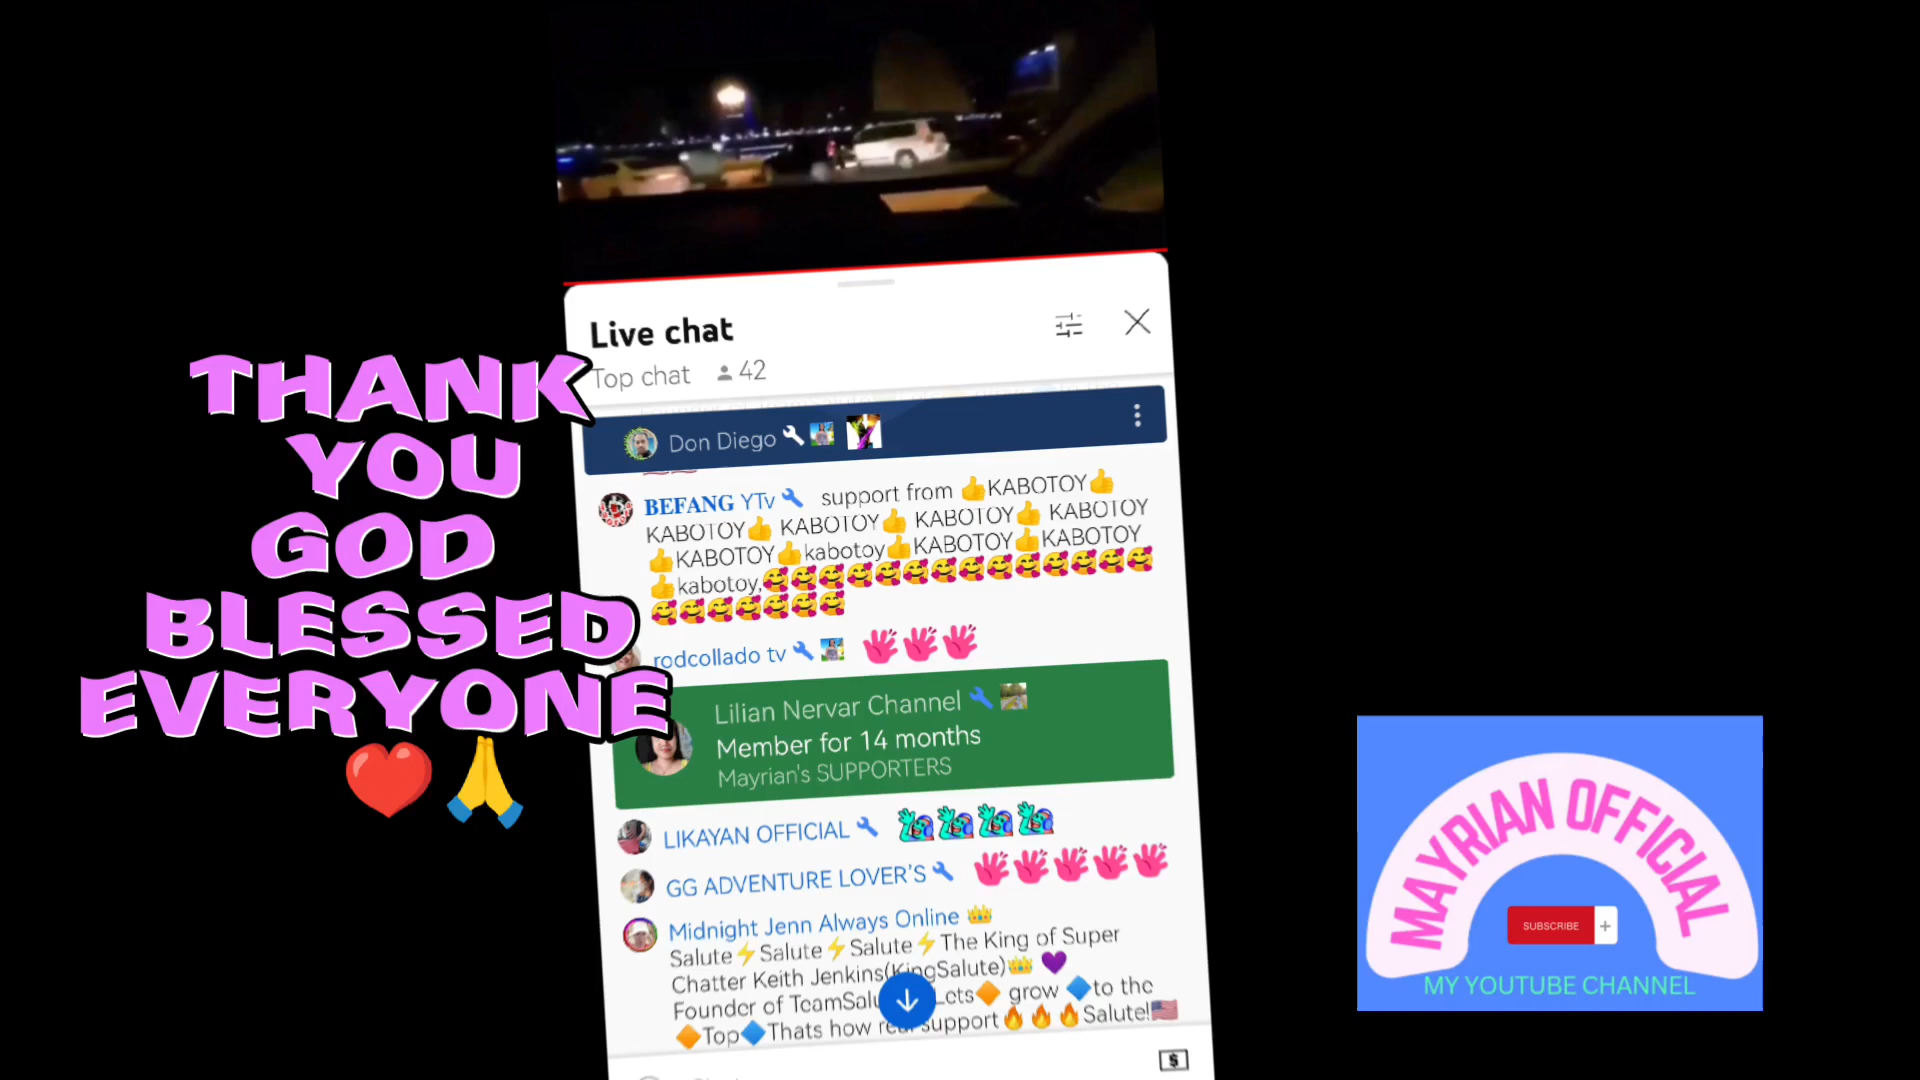 THANK
YOU
GOD
BLESSED
EVERYONE
Live chat
Top chat 42
Don Diego
BEFANG YTv support from 👍KABOTOY👍
KABOTOY👍 KABOTOY👍 KABOTOY👍 KABOTOY
👍KABOTOY👍kabotoy👍KABOTOY👍KABOTOY
👍kabotoy,🥰🥰🥰🥰🥰🥰🥰🥰🥰🥰🥰🥰🥰🥰
🥰🥰🥰🥰🥰🥰🥰
rodcollado tv
Lilian Nervar Channel
Member for 14 months
Mayrian's SUPPORTERS
LIKAYAN OFFICIAL
GG ADVENTURE LOVER'S
Midnight Jenn Always Online 👑
Salute⚡Salute⚡Salute⚡The King of Super
Chatter Keith Jenkins(KingSalute)👑 💜
Founder of TeamSalu Lets🔶 grow 🔷to the
🔶Top🔷Thats how real support🔥🔥🔥Salute!🇺🇸
MAYRIAN OFFICIAL
SUBSCRIBE +
MY YOUTUBE CHANNEL